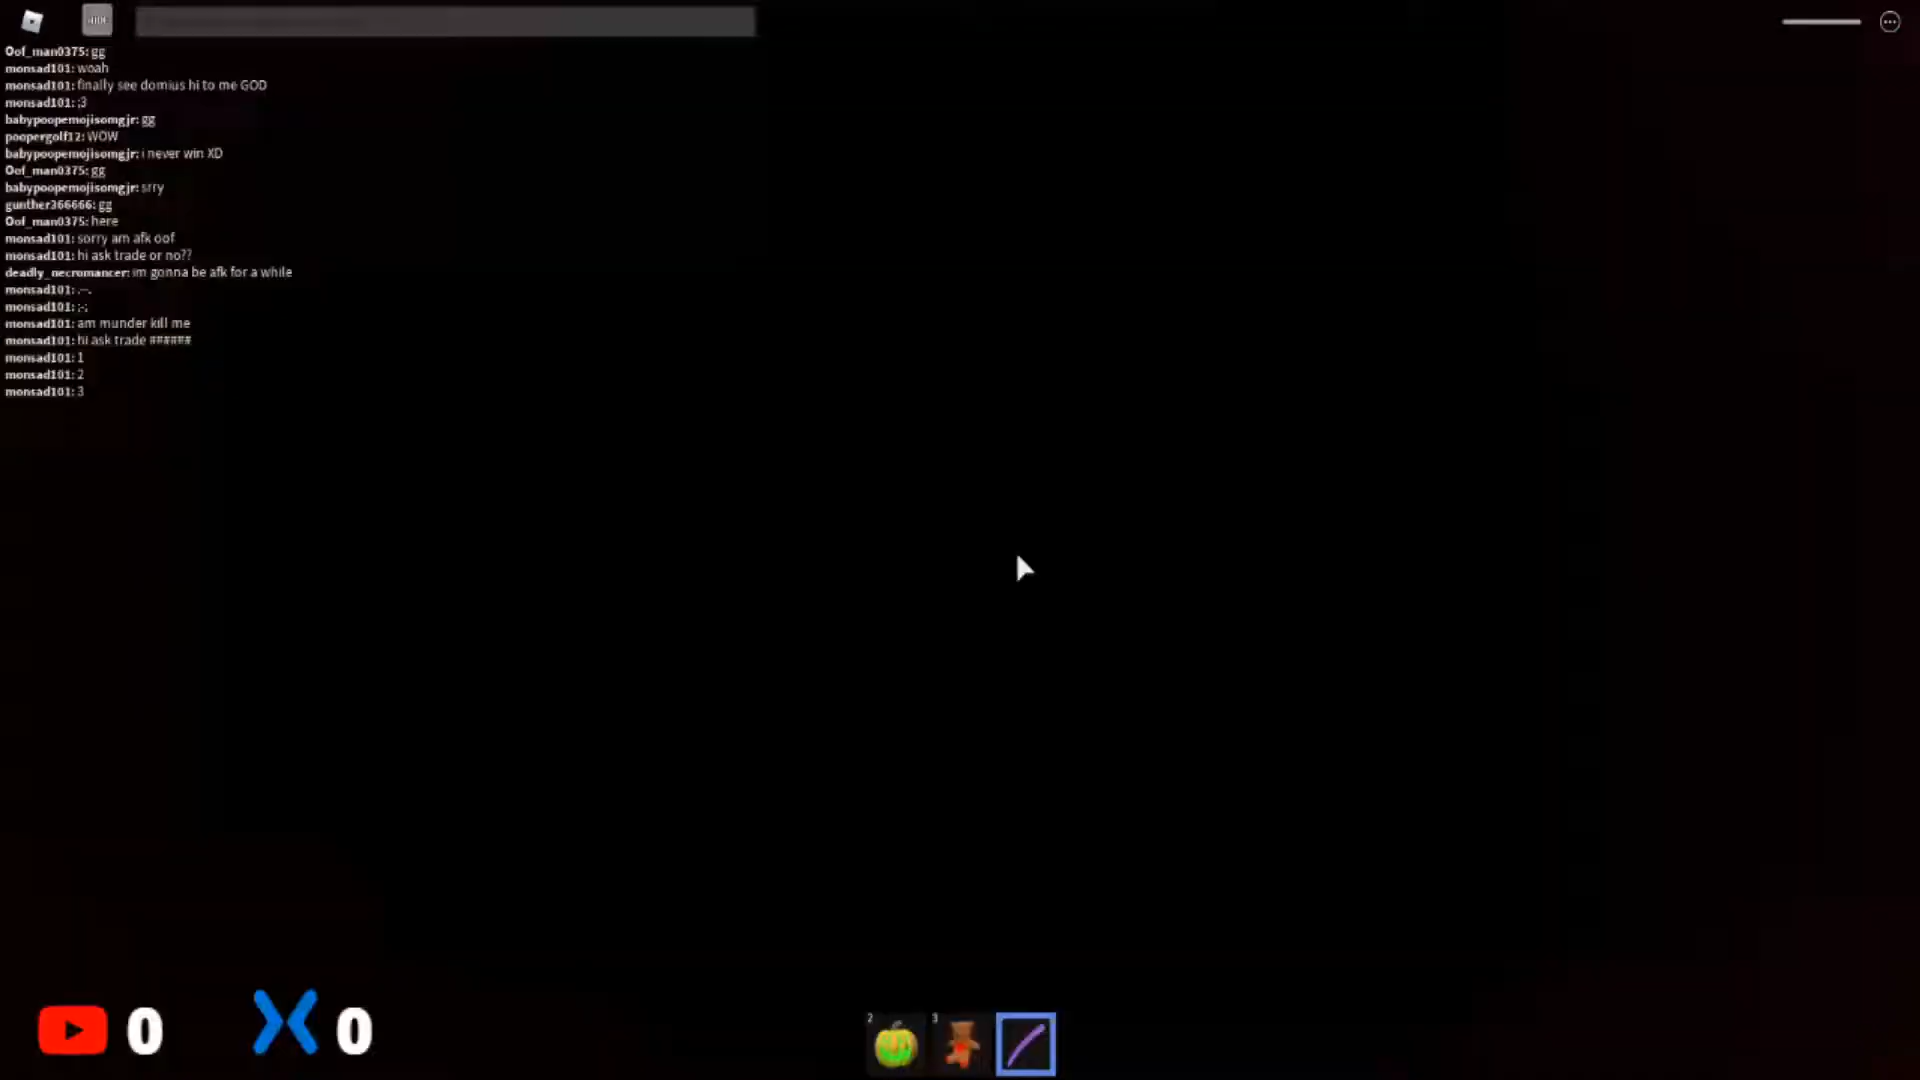 HIDE
Oof_man0375: gg
monsad101: woah
monsad101: finally see domius hi to me GOD
monsad101: ;3
babypoopemojisomgjr: gg
poopergolf12: WOW
babypoopemojisomgjr: i never win XD
Oof_man0375: gg
babypoopemojisomgjr: srry
gunther366666: gg
Oof_man0375: here
monsad101: sorry am afk oof
monsad101: hi ask trade or no??
deadly_necromancer: im gonna be afk for a while
monsad101: .-.
monsad101: ;-;
monsad101: am munder kill me
monsad101: hi ask trade ######
monsad101: 1
monsad101: 2
monsad101: 3
0 0
2 3